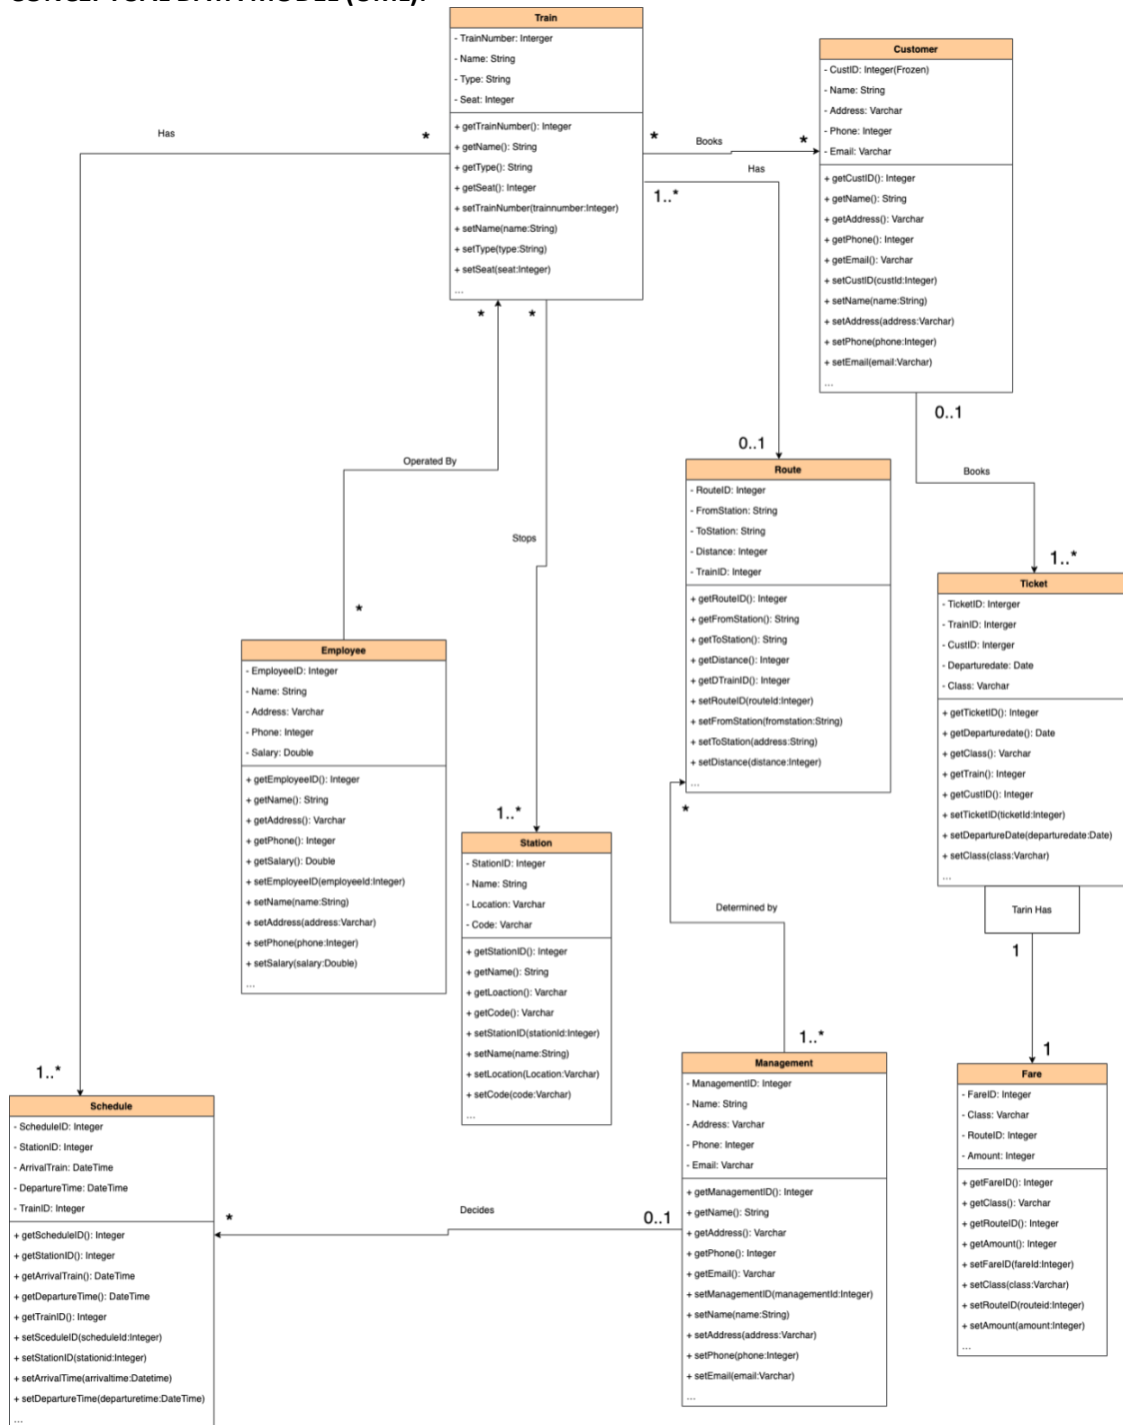 CONCEPTUAL DATA MODEL (UML):
Train
- TrainNumber: Interger
- Name: String
- Type: String
- Seat: Integer
+ getTrainNumber(): Integer
+ getName(): String
+ getType(): String
+ getSeat(): Integer
+ setTrainNumber(trainnumber:Integer)
+ setName(name:String)
+ setType(type:String)
+ setSeat(seat:Integer)
...
Customer
- CustID: Integer(Frozen)
- Name: String
- Address: Varchar
- Phone: Integer
- Email: Varchar
+ getCustID(): Integer
+ getName(): String
+ getAddress(): Varchar
+ getPhone(): Integer
+ getEmail(): Varchar
+ setCustID(custId:Integer)
+ setName(name:String)
+ setAddress(address:Varchar)
+ setPhone(phone:Integer)
+ setEmail(email:Varchar)
...
Has
*
*
Books
*
Has
1..*
0..1
*
*
Operated By
*
Stops
1..*
0..1
Books
1..*
Route
- RouteID: Integer
- FromStation: String
- ToStation: String
- Distance: Integer
- TrainID: Integer
+ getRouteID(): Integer
+ getFromStation(): String
+ getToStation(): String
+ getDistance(): Integer
+ getDTrainID(): Integer
+ setRouteID(routeId:Integer)
+ setFromStation(fromstation:String)
+ setToStation(address:String)
+ setDistance(distance:Integer)
...
Ticket
- TicketID: Interger
- TrainID: Interger
- CustID: Interger
- Departuredate: Date
- Class: Varchar
+ getTicketID(): Integer
+ getDeparturedate(): Date
+ getClass(): Varchar
+ getTrain(): Integer
+ getCustID(): Integer
+ setTicketID(ticketId:Integer)
+ setDepartureDate(departuredate:Date)
+ setClass(class:Varchar)
...
Employee
- EmployeeID: Integer
- Name: String
- Address: Varchar
- Phone: Integer
- Salary: Double
+ getEmployeeID(): Integer
+ getName(): String
+ getAddress(): Varchar
+ getPhone(): Integer
+ getSalary(): Double
+ setEmployeeID(employeeId:Integer)
+ setName(name:String)
+ setAddress(address:Varchar)
+ setPhone(phone:Integer)
+ setSalary(salary:Double)
...
Station
- StationID: Integer
- Name: String
- Location: Varchar
- Code: Varchar
+ getStationID(): Integer
+ getName(): String
+ getLoaction(): Varchar
+ getCode(): Varchar
+ setStationID(stationId:Integer)
+ setName(name:String)
+ setLocation(Location:Varchar)
+ setCode(code:Varchar)
...
*
Determined by
1..*
Tarin Has
1
1
Management
- ManagementID: Integer
- Name: String
- Address: Varchar
- Phone: Integer
- Email: Varchar
+ getManagementID(): Integer
+ getName(): String
+ getAddress(): Varchar
+ getPhone(): Integer
+ getEmail(): Varchar
+ setManagementID(managementId:Integer)
+ setName(name:String)
+ setAddress(address:Varchar)
+ setPhone(phone:Integer)
+ setEmail(email:Varchar)
...
Fare
- FareID: Integer
- Class: Varchar
- RouteID: Integer
- Amount: Integer
+ getFareID(): Integer
+ getClass(): Varchar
+ getRouteID(): Integer
+ getAmount(): Integer
+ setFareID(fareId:Integer)
+ setClass(class:Varchar)
+ setRouteID(routeid:Integer)
+ setAmount(amount:Integer)
...
1..*
Schedule
- ScheduleID: Integer
- StationID: Integer
- ArrivalTrain: DateTime
- DepartureTime: DateTime
- TrainID: Integer
+ getScheduleID(): Integer
+ getStationID(): Integer
+ getArrivalTrain(): DateTime
+ getDepartureTime(): DateTime
+ getTrainID(): Integer
+ setSceduleID(scheduleId:Integer)
+ setStationID(stationid:Integer)
+ setArrivalTime(arrivaltime:Datetime)
+ setDepartureTime(departuretime:DateTime)
...
*
Decides
0..1